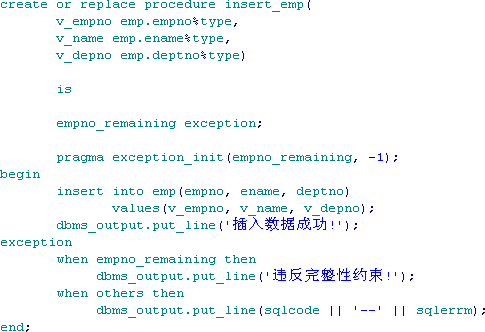 create or replace procedure insert_emp(
v_empno emp.empno%type,
v_name emp.ename%type,
v_depno emp.deptno%type)
is
empno_remaining exception;
pragma exception_init(empno_remaining, -1);
begin
insert into emp(empno, ename, deptno)
values(v_empno, v_name, v_depno);
dbms_output.put_line('插入数据成功!');
exception
when empno_remaining then
dbms_output.put_line('违反完整性约束!');
when others then
dbms_output.put_line(sqlcode || '--' || sqlerrm);
end;